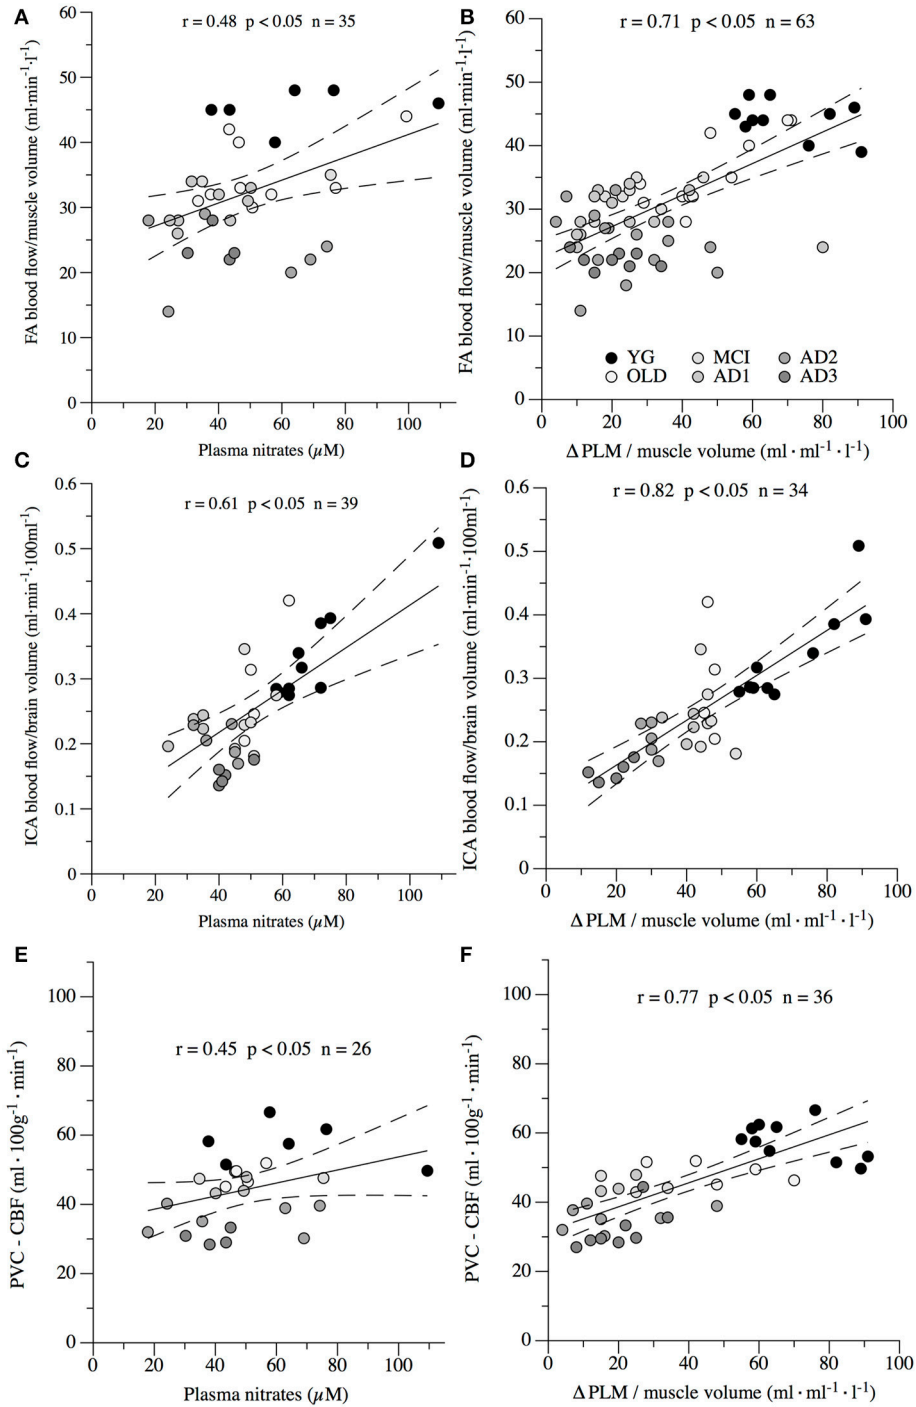 A
r = 0.48 p < 0.05 n = 35
FA blood flow/muscle volume (ml·min⁻¹·l⁻¹)
60
50
40
30
20
10
0
0 20 40 60 80 100
Plasma nitrates (µM)
B
r = 0.71 p < 0.05 n = 63
FA blood flow/muscle volume (ml·min⁻¹·l⁻¹)
60
50
40
30
20
10
0
YG MCI AD2
OLD AD1 AD3
0 20 40 60 80 100
Δ PLM / muscle volume (ml · ml⁻¹ · l⁻¹)
C
r = 0.61 p < 0.05 n = 39
ICA blood flow/brain volume (ml·min⁻¹·100ml⁻¹)
0.6
0.5
0.4
0.3
0.2
0.1
0
0 20 40 60 80 100
Plasma nitrates (µM)
D
r = 0.82 p < 0.05 n = 34
ICA blood flow/brain volume (ml·min⁻¹·100ml⁻¹)
0.6
0.5
0.4
0.3
0.2
0.1
0
0 20 40 60 80 100
Δ PLM / muscle volume (ml · ml⁻¹ · l⁻¹)
E
r = 0.45 p < 0.05 n = 26
PVC - CBF (ml · 100g⁻¹ · min⁻¹)
100
80
60
40
20
0
0 20 40 60 80 100
Plasma nitrates (µM)
F
r = 0.77 p < 0.05 n = 36
PVC - CBF (ml · 100g⁻¹ · min⁻¹)
100
80
60
40
20
0
0 20 40 60 80 100
Δ PLM / muscle volume (ml · ml⁻¹ · l⁻¹)